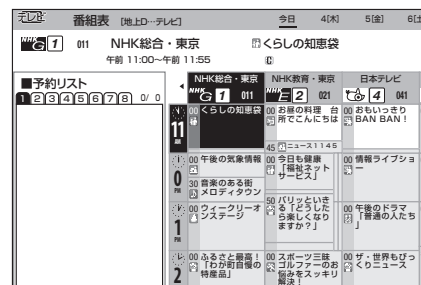 テレビ 番組表 [地上D…テレビ] 今日 4[木] 5[金] 6[土
NHK G 1 011 NHK総合・東京 くらしの知恵袋
午前 11:00~午前 11:55
■予約リスト
1 2 3 4 5 6 7 8 0/ 0
NHK総合・東京
NHK G 1 011
NHK教育・東京
NHK E 2 021
日本テレビ
4 041
11 AM
00 くらしの知恵袋
00 お昼の料理 台所でこんにちは
45 ニュース1145
00 おもいっきりBAN BAN!
0 PM
00 午後の気象情報
30 音楽のある街
メロディタウン
00 今日も健康
「福祉ネット
サービス」
50 パリッといき
る「どうした
ら楽しくなり
ますか?」
00 情報ライブショ
ー
1 PM
00 ウィークリーオ
ンステージ
00 午後のドラマ
「普通の人たち
」
2
00 ふるさと最高!
「わが町自慢の
特産品」
00 スポーツ三昧
ゴルファーのお
悩みをスッキリ
解決!
00 ザ・世界もびっ
くりニュース